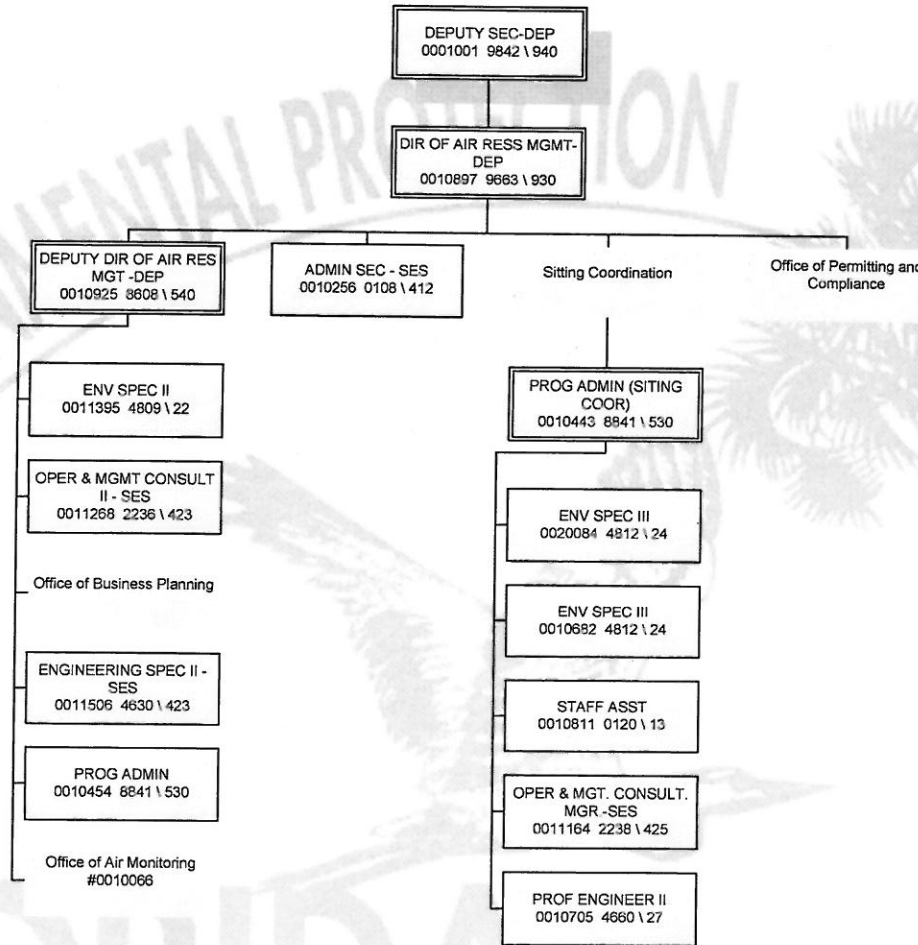 DEPUTY SEC-DEP
0001001 9842 \ 940
ENVIRONMENTAL PROTECTION
DIR OF AIR RESS MGMT-
DEP
0010897 9663 \ 930
DEPUTY DIR OF AIR RES
MGT -DEP
0010925 8608 \ 540
ADMIN SEC - SES
0010256 0108 \ 412
Sitting Coordination
Office of Permitting and
Compliance
ENV SPEC II
0011395 4809 \ 22
OPER & MGMT CONSULT
II - SES
0011268 2236 \ 423
Office of Business Planning
ENGINEERING SPEC II -
SES
0011506 4630 \ 423
PROG ADMIN
0010454 8841 \ 530
Office of Air Monitoring
#0010066
PROG ADMIN (SITING
COOR)
0010443 8841 \ 530
ENV SPEC III
0020084 4812 \ 24
ENV SPEC III
0010682 4812 \ 24
STAFF ASST
0010811 0120 \ 13
OPER & MGT. CONSULT.
MGR.-SES
0011164 2238 \ 425
PROF ENGINEER II
0010705 4660 \ 27